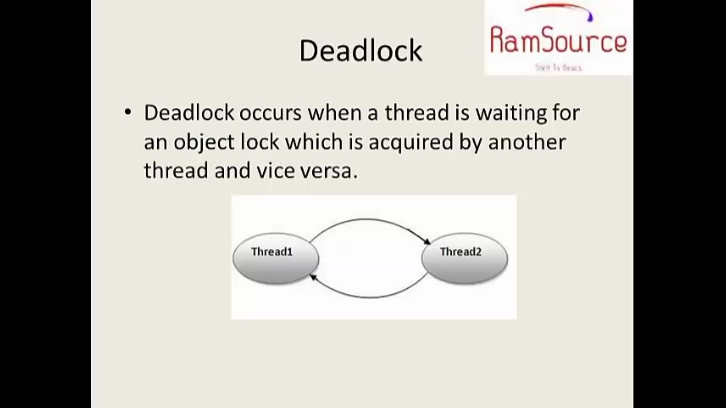 Deadlock
RamSource
• Deadlock occurs when a thread is waiting for
an object lock which is acquired by another
thread and vice versa.
Thread1
Thread2